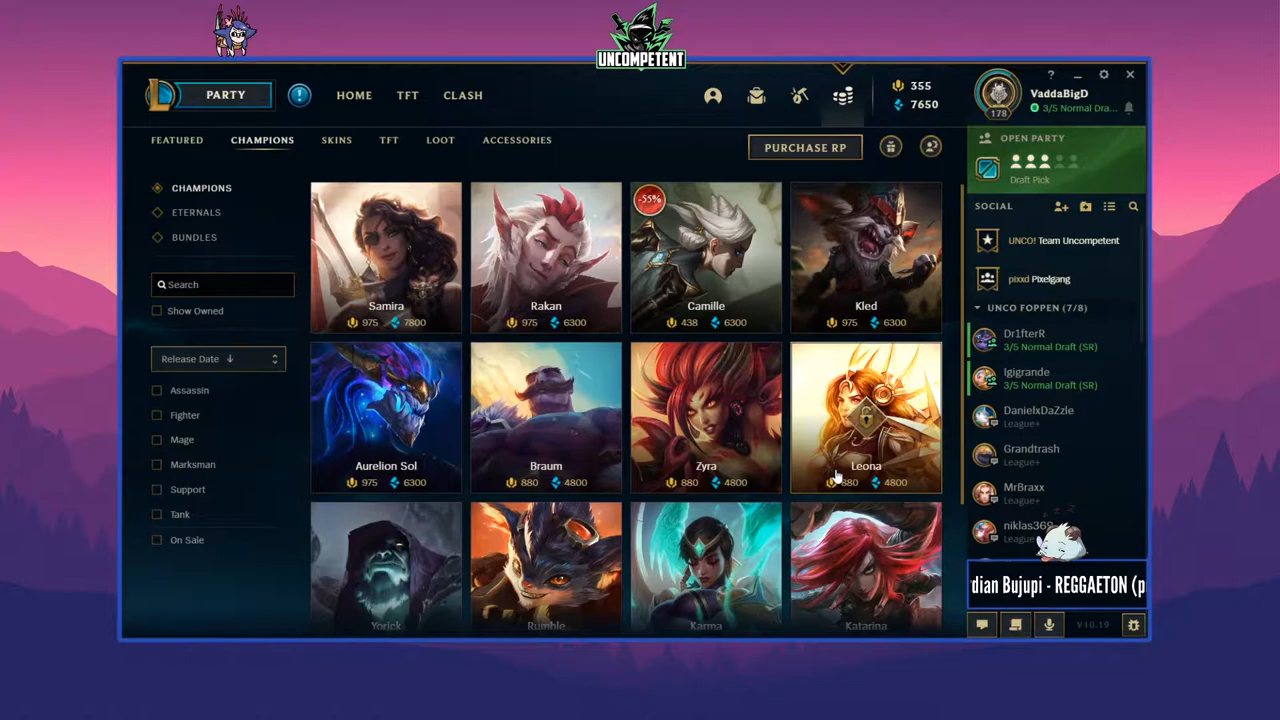 UNCOMPETENT
PARTY
HOME
TFT
CLASH
355
7650
178
?
VaddaBigD
3/5 Normal Dra...
FEATURED
CHAMPIONS
SKINS
TFT
LOOT
ACCESSORIES
PURCHASE RP
CHAMPIONS
ETERNALS
BUNDLES
Search
Show Owned
Release Date
Assassin
Fighter
Mage
Marksman
Support
Tank
On Sale
Samira
975 7800
Rakan
975 6300
-55%
Camille
438 6300
Kled
975 6300
Aurelion Sol
975 6300
Braum
880 4800
Zyra
880 4800
Leona
880 4800
Yorick
Rumble
Karma
Katarina
OPEN PARTY
Draft Pick
SOCIAL
UNCO! Team Uncompetent
pixxd Pixelgang
UNCO FOPPEN (7/8)
Dr1fterR
3/5 Normal Draft (SR)
Igigrande
3/5 Normal Draft (SR)
DanielxDaZzle
League+
Grandtrash
League+
MrBraxx
League+
niklas369
League+
dian Bujupi - REGGAETON (p
V10.19